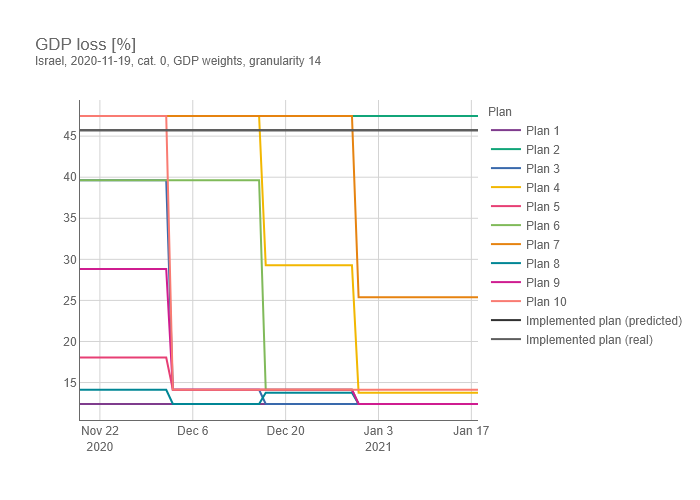 GDP loss [%]
Israel, 2020-11-19, cat. 0, GDP weights, granularity 14
Plan
Plan 1
Plan 2
Plan 3
Plan 4
Plan 5
Plan 6
Plan 7
Plan 8
Plan 9
Plan 10
Implemented plan (predicted)
Implemented plan (real)
45
40
35
30
25
20
15
Nov 22 Dec 6 Dec 20 Jan 3 Jan 17
2020 2021